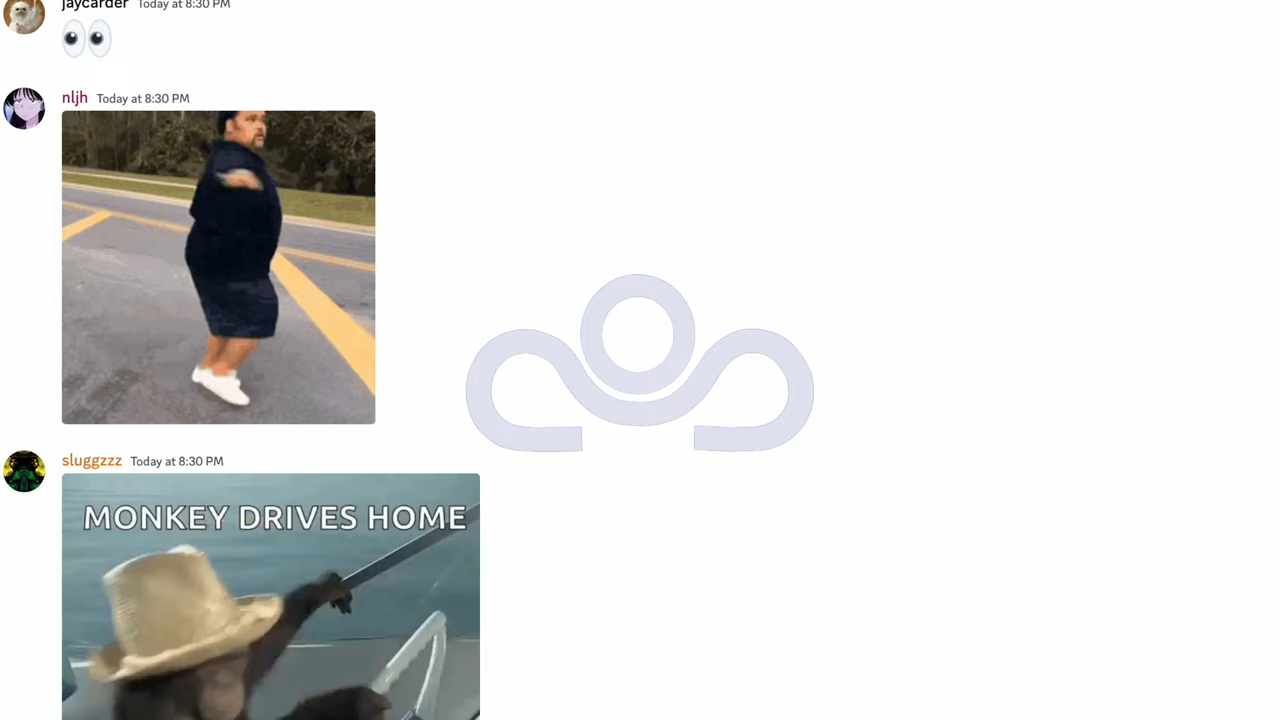 jaycarder Today at 8:30 PM
nljh Today at 8:30 PM
sluggzzz Today at 8:30 PM
MONKEY DRIVES HOME